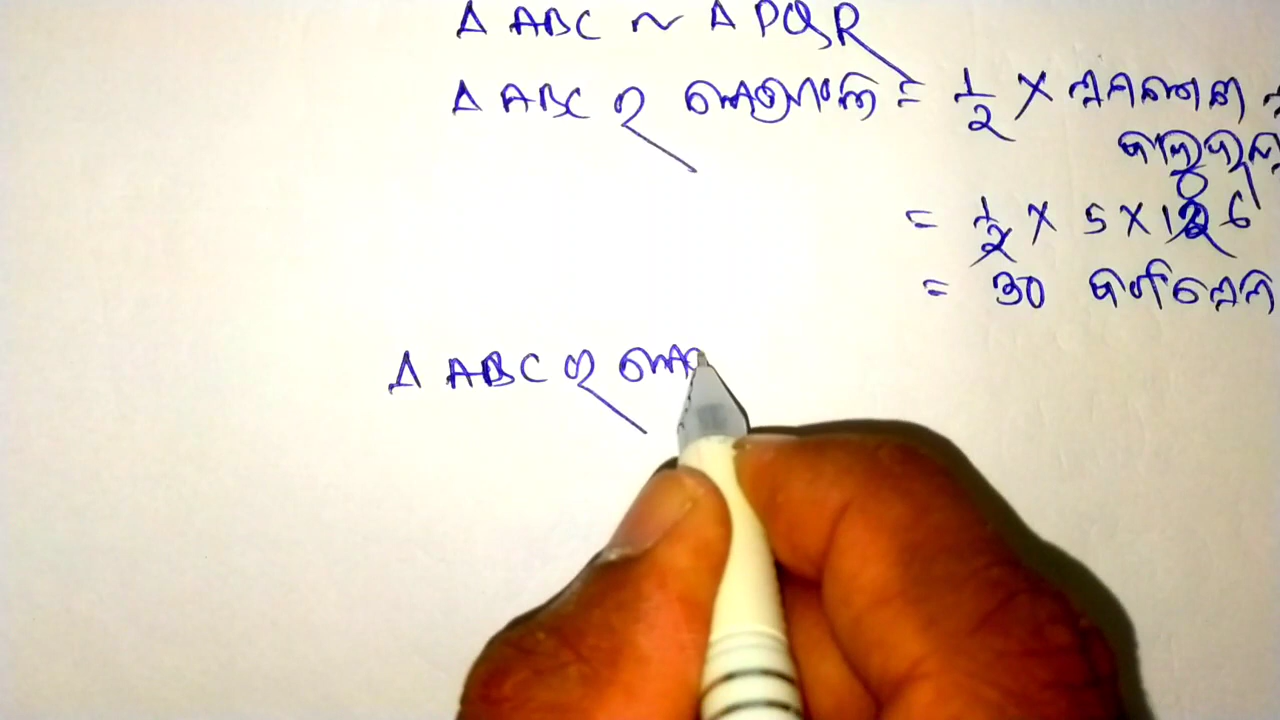 Δ ABC ~ Δ PQR
Δ ABC ର କ୍ଷେତ୍ରଫଳ = 1/2 × ସମକୋଣ
= 1/2 × 5 × 12 6
= 30 ବର୍ଗ ସେମି
Δ ABC ର